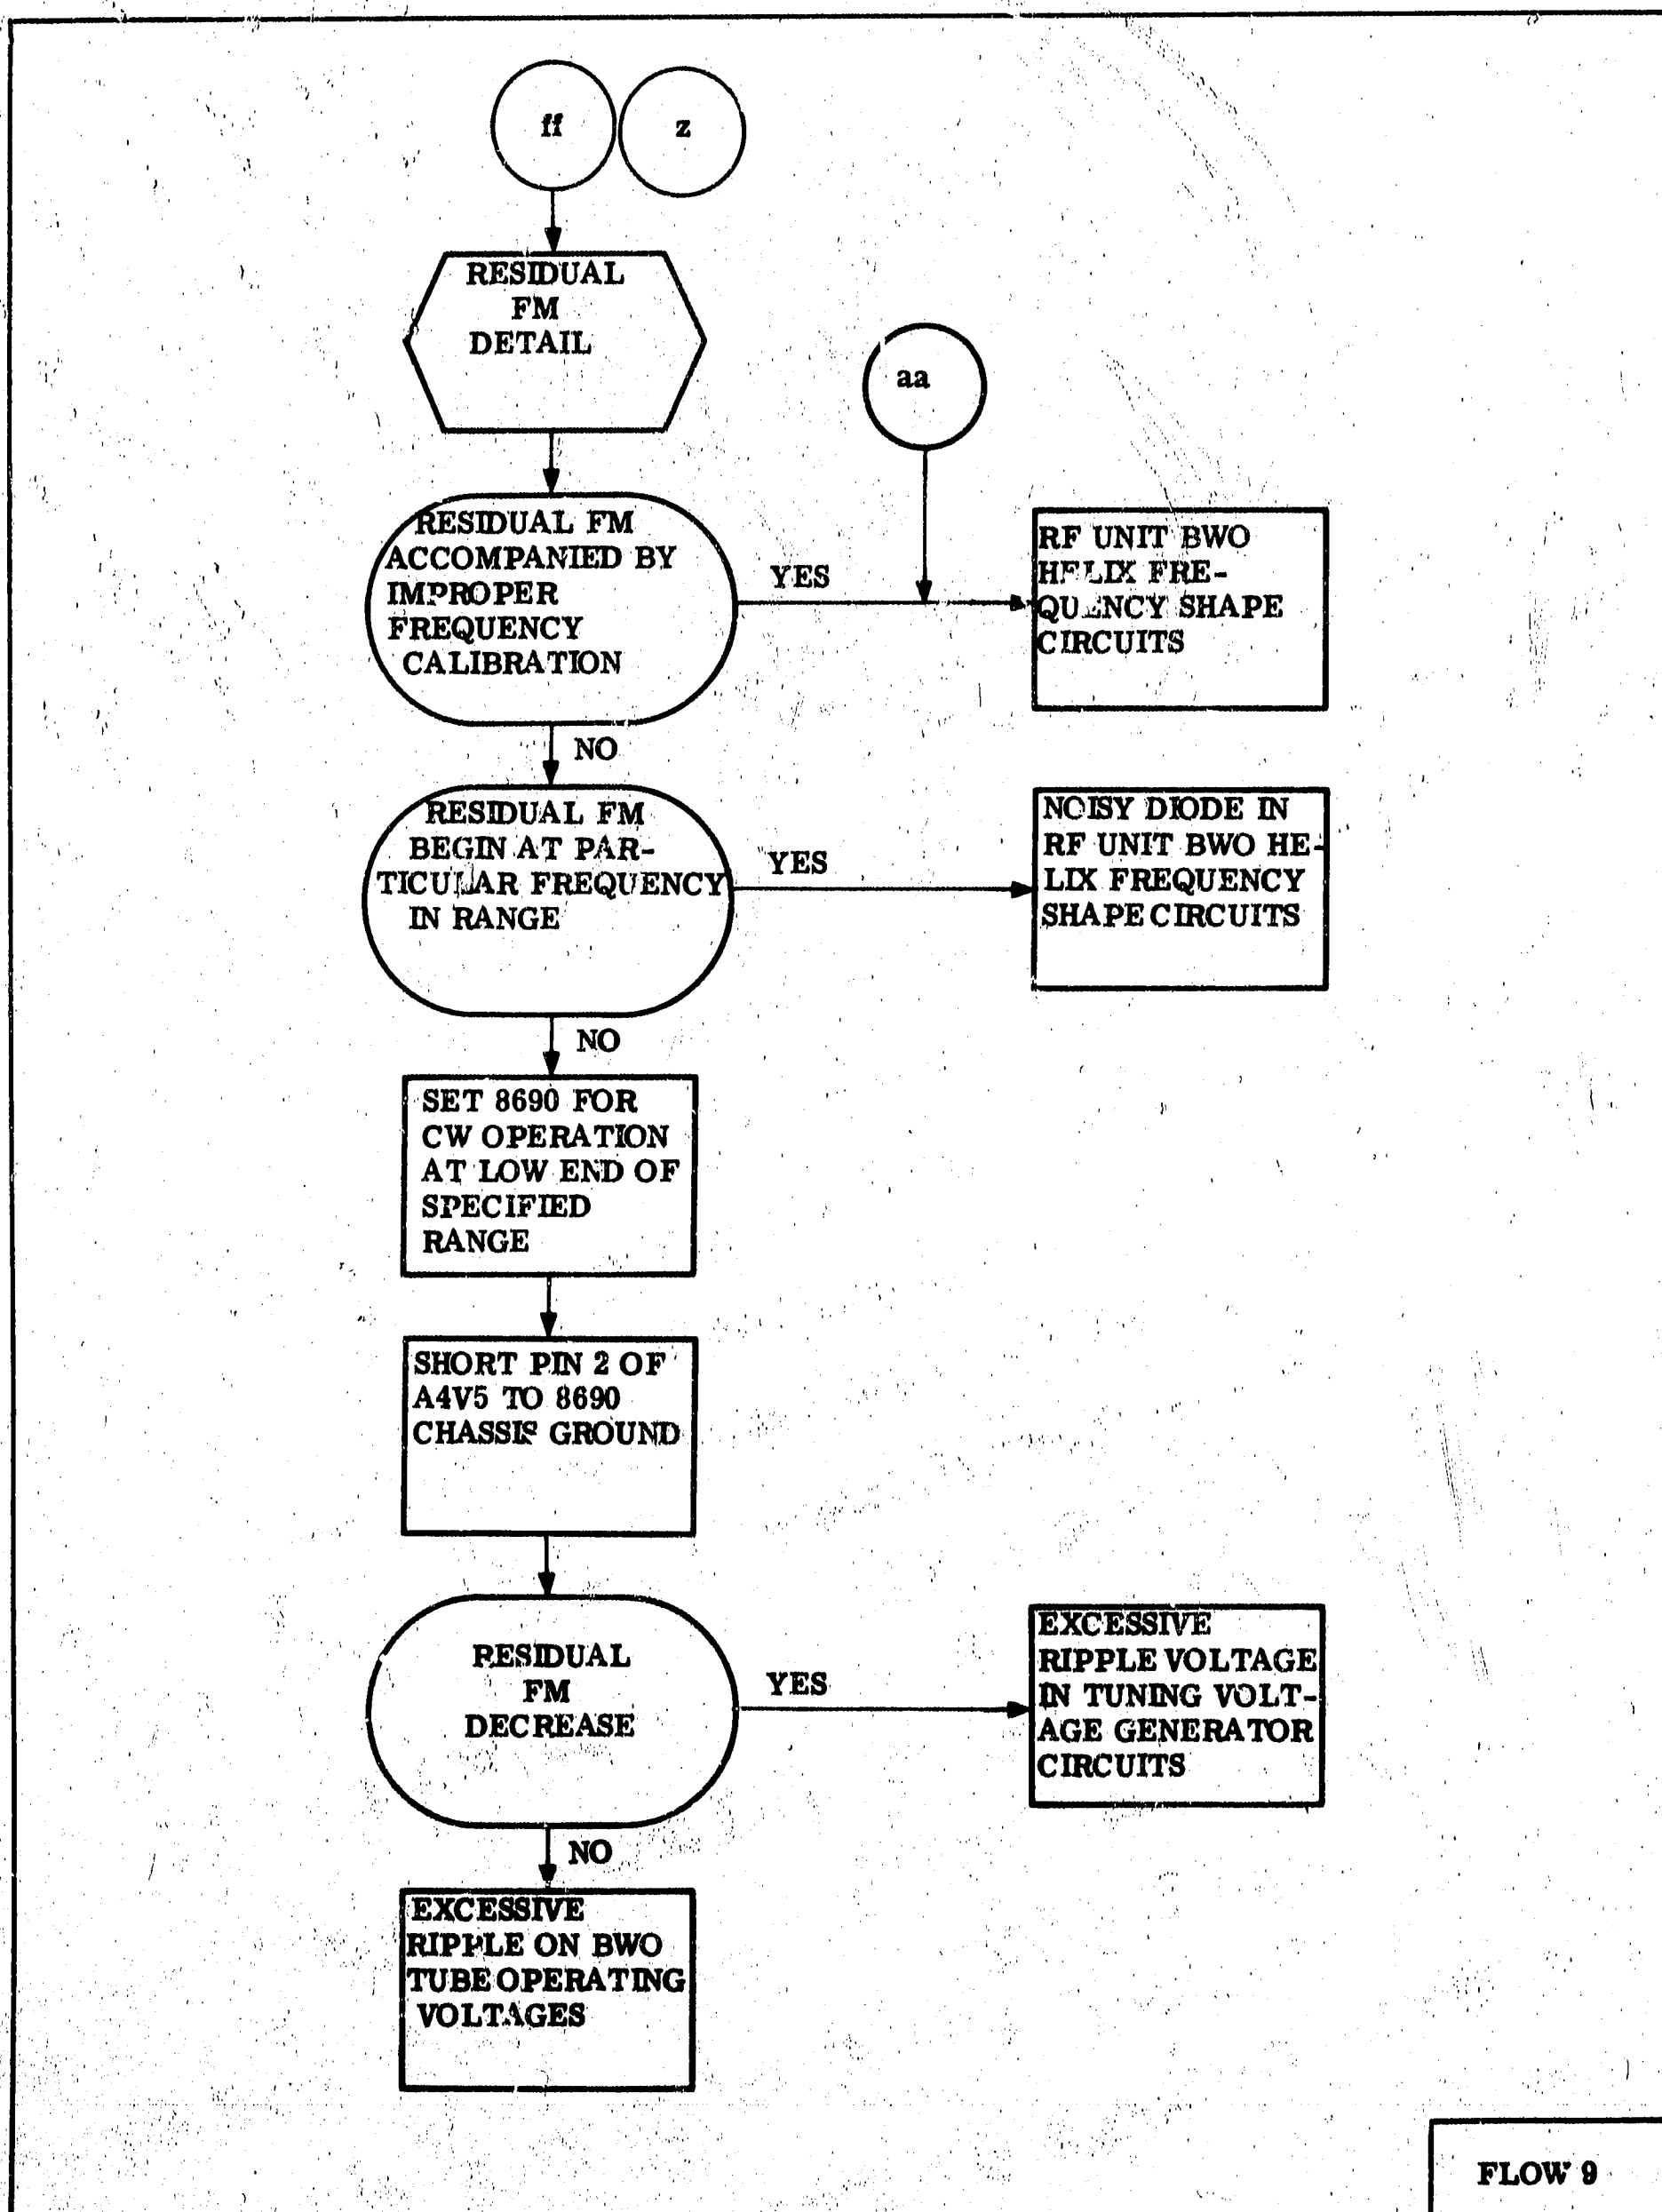 ff z
RESIDUAL
FM
DETAIL
aa
RESIDUAL FM
ACCOMPANIED BY
IMPROPER
FREQUENCY
CALIBRATION
YES
RF UNIT BWO
HELIX FRE-
QUENCY SHAPE
CIRCUITS
NO
RESIDUAL FM
BEGIN AT PAR-
TICULAR FREQUENCY
IN RANGE
YES
NOISY DIODE IN
RF UNIT BWO HE-
LIX FREQUENCY
SHAPE CIRCUITS
NO
SET 8690 FOR
CW OPERATION
AT LOW END OF
SPECIFIED
RANGE
SHORT PIN 2 OF
A4V5 TO 8690
CHASSIS GROUND
RESIDUAL
FM
DECREASE
YES
EXCESSIVE
RIPPLE VOLTAGE
IN TUNING VOLT-
AGE GENERATOR
CIRCUITS
NO
EXCESSIVE
RIPPLE ON BWO
TUBE OPERATING
VOLTAGES
FLOW 9